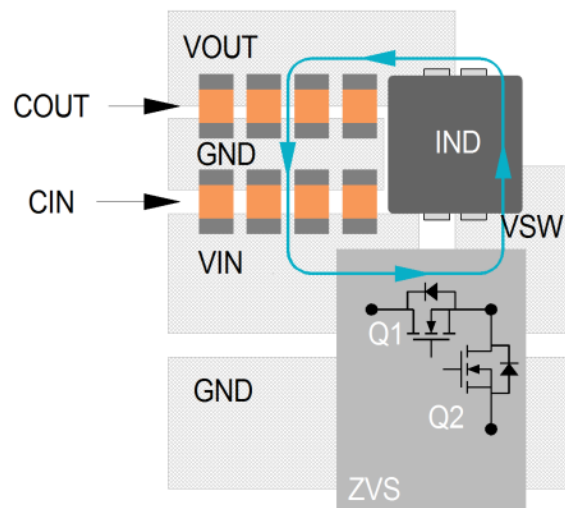 VOUT
COUT
IND
GND
CIN
VSW
VIN
Q1
GND
Q2
ZVS